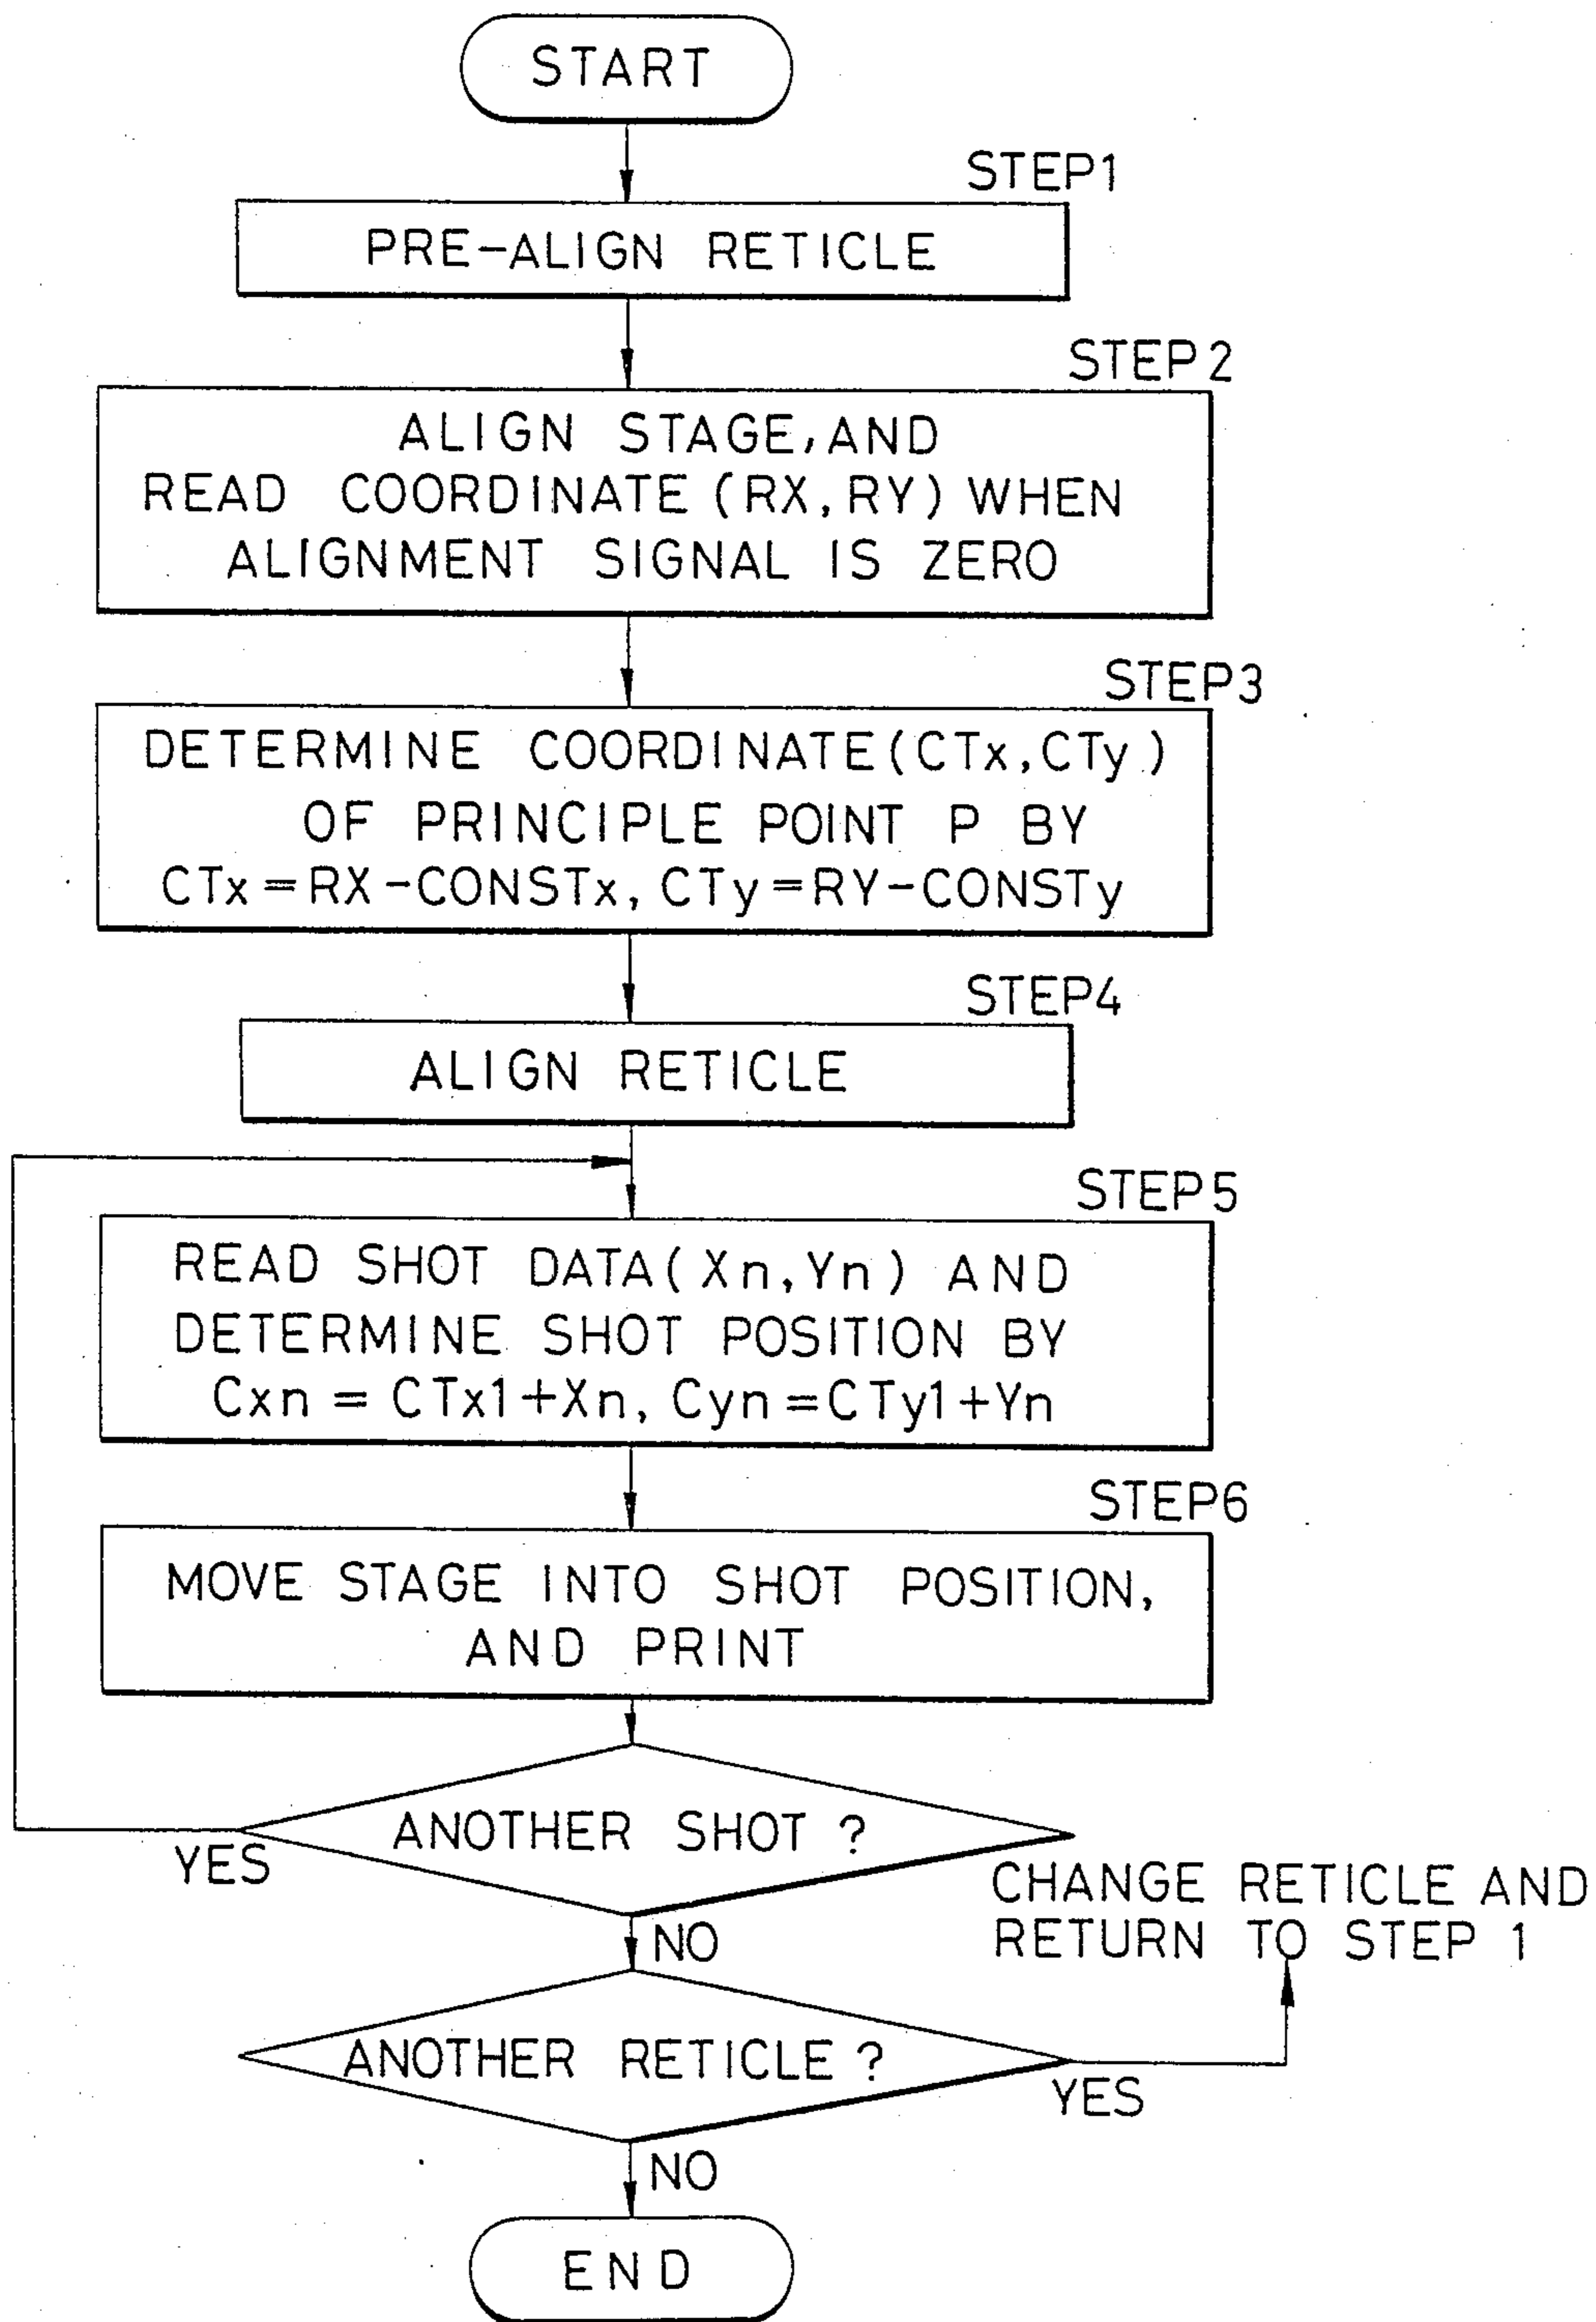 START
STEP1
PRE-ALIGN RETICLE
STEP2
ALIGN STAGE, AND
READ COORDINATE (RX, RY) WHEN
ALIGNMENT SIGNAL IS ZERO
STEP3
DETERMINE COORDINATE (CTx, CTy)
OF PRINCIPLE POINT P BY
CTx = RX-CONSTx, CTy = RY-CONSTy
STEP4
ALIGN RETICLE
STEP5
READ SHOT DATA (Xn, Yn) AND
DETERMINE SHOT POSITION BY
Cxn = CTx1+Xn, Cyn = CTy1+Yn
STEP6
MOVE STAGE INTO SHOT POSITION,
AND PRINT
ANOTHER SHOT ?
YES
CHANGE RETICLE AND
RETURN TO STEP 1
NO
ANOTHER RETICLE ?
YES
NO
END